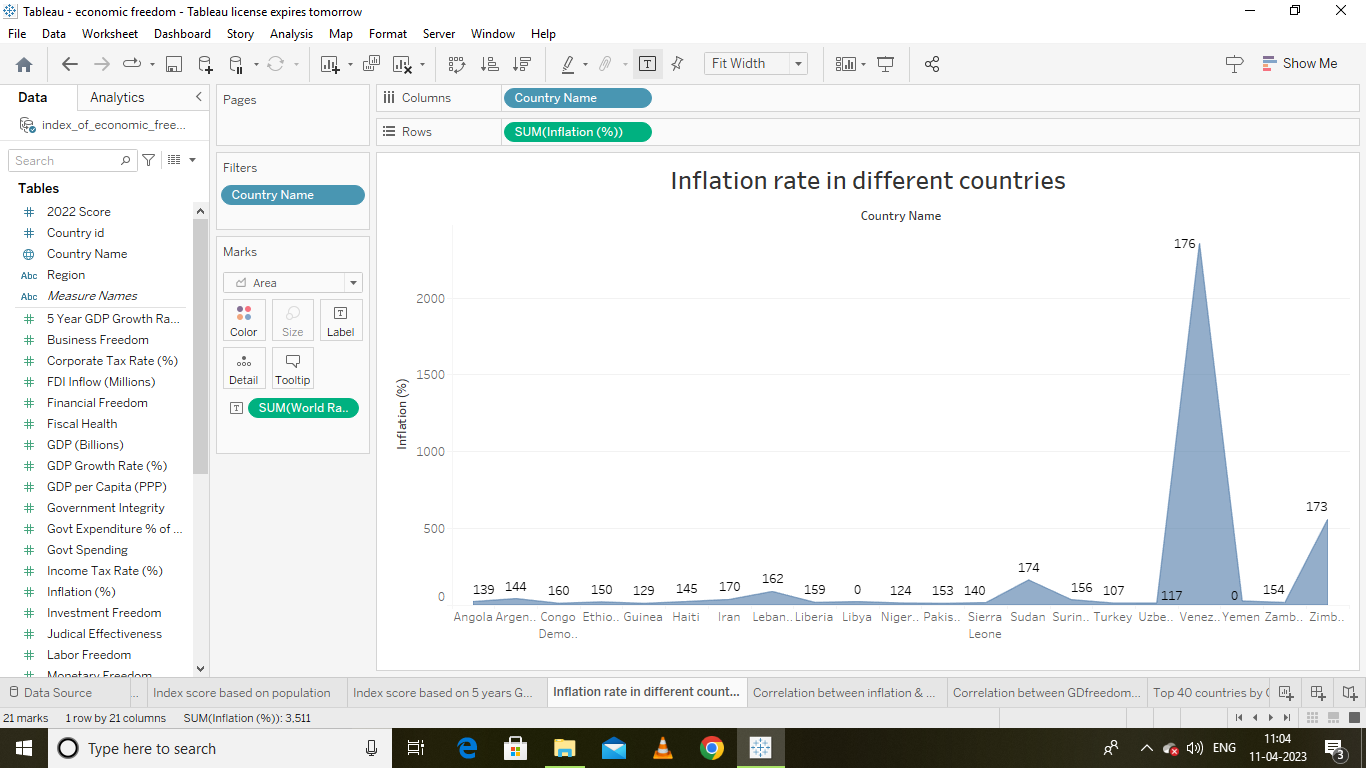 Tableau - economic freedom - Tableau license expires tomorrow
File Data Worksheet Dashboard Story Analysis Map Format Server Window Help
Fit Width
Show Me
Data Analytics
index_of_economic_free...
Search
Tables
2022 Score
Country id
Country Name
Abc Region
Abc Measure Names
5 Year GDP Growth Ra...
Business Freedom
Corporate Tax Rate (%)
FDI Inflow (Millions)
Financial Freedom
Fiscal Health
GDP (Billions)
GDP Growth Rate (%)
GDP per Capita (PPP)
Government Integrity
Govt Expenditure % of ...
Govt Spending
Income Tax Rate (%)
Inflation (%)
Investment Freedom
Judical Effectiveness
Labor Freedom
Monetary Freedom
Pages
Filters
Country Name
Marks
Area
Color Size Label
Detail Tooltip
SUM(World Ra..
Columns Country Name
Rows SUM(Inflation (%))
Inflation rate in different countries
Country Name
Inflation (%)
2000
1500
1000
500
0
139 144 160 150 129 145 170 162 159 0 124 153 140 174 156 107 117 176 0 154 173
Angola Argen.. Congo Demo.. Ethio.. Guinea Haiti Iran Leban.. Liberia Libya Niger.. Pakis.. Sierra Leone Sudan Surin.. Turkey Uzbe.. Venez.. Yemen Zamb.. Zimb..
Data Source ... Index score based on population Index score based on 5 years G... Inflation rate in different count... Correlation between inflation & ... Correlation between GDfreedom... Top 40 countries by
21 marks 1 row by 21 columns SUM(Inflation (%)): 3,511
Type here to search
ENG
11:04
11-04-2023
3